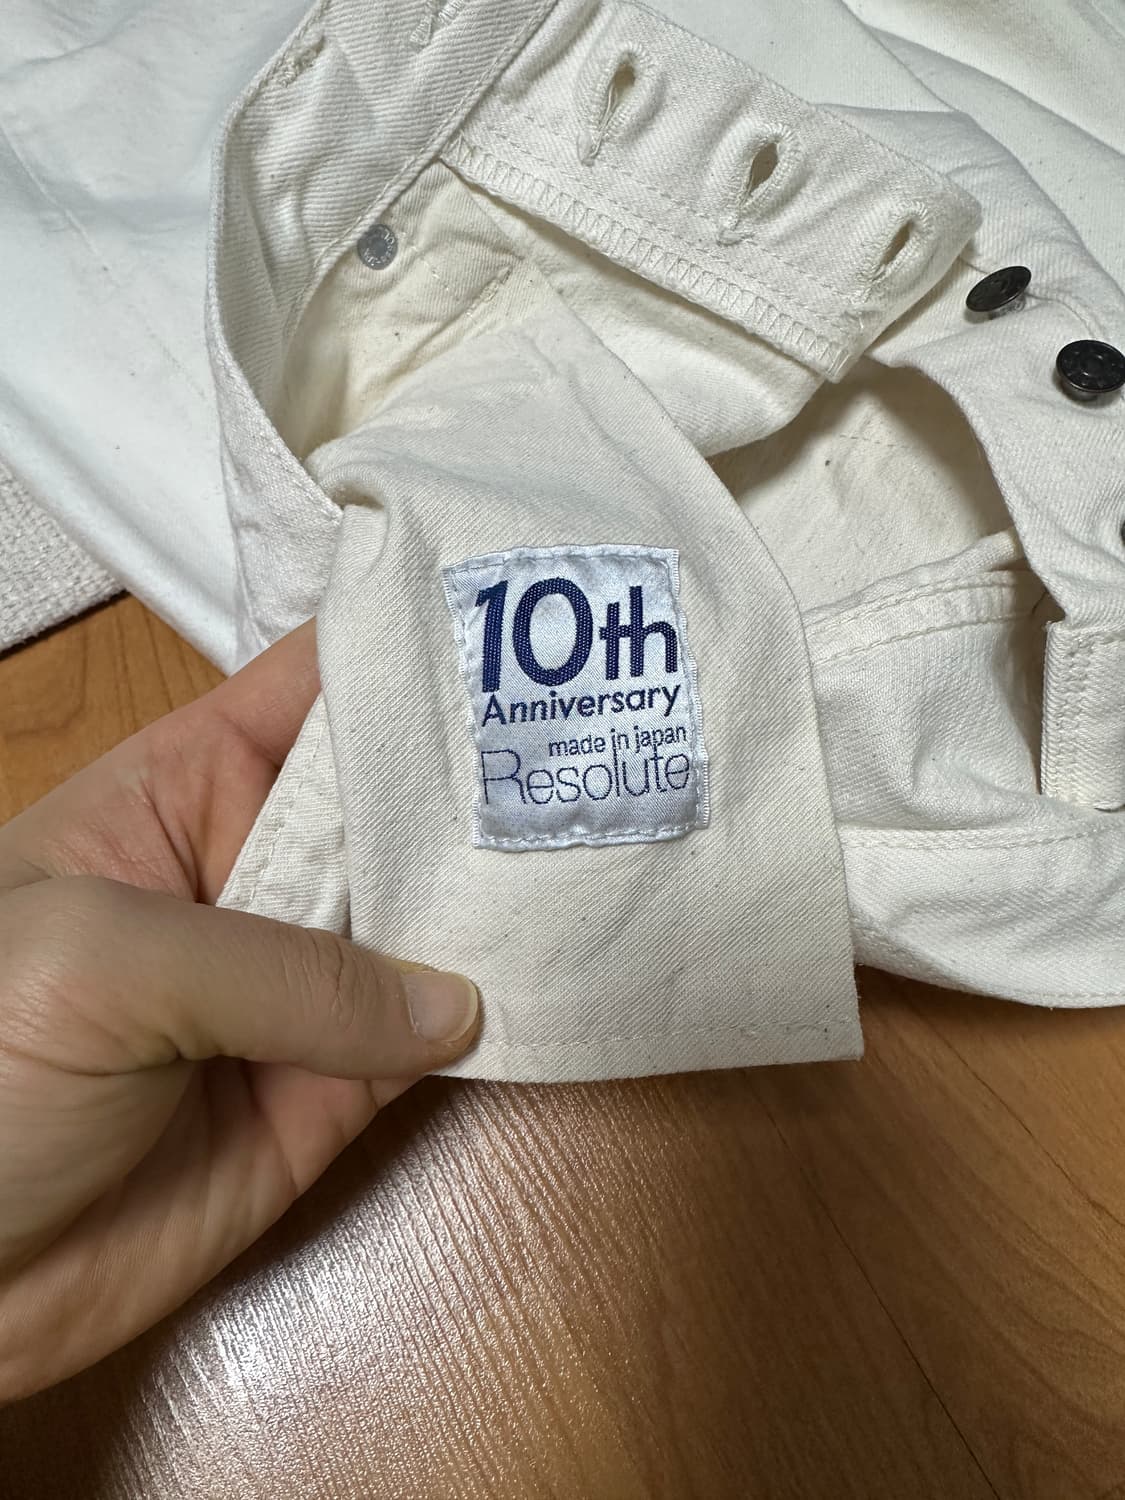 10th
Anniversary
made in japan
Resolute